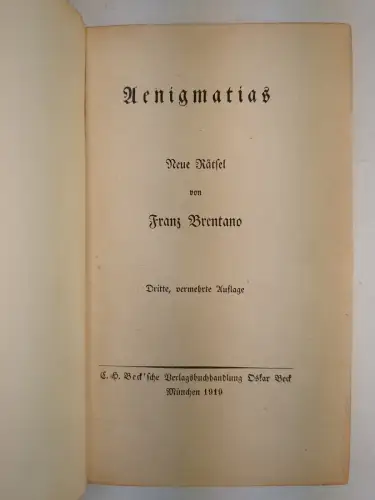 Aenigmatias
Neue Rätsel
von
Franz Brentano
Dritte, vermehrte Auflage
C. H. Beck'sche Verlagsbuchhandlung Oskar Beck
München 1919